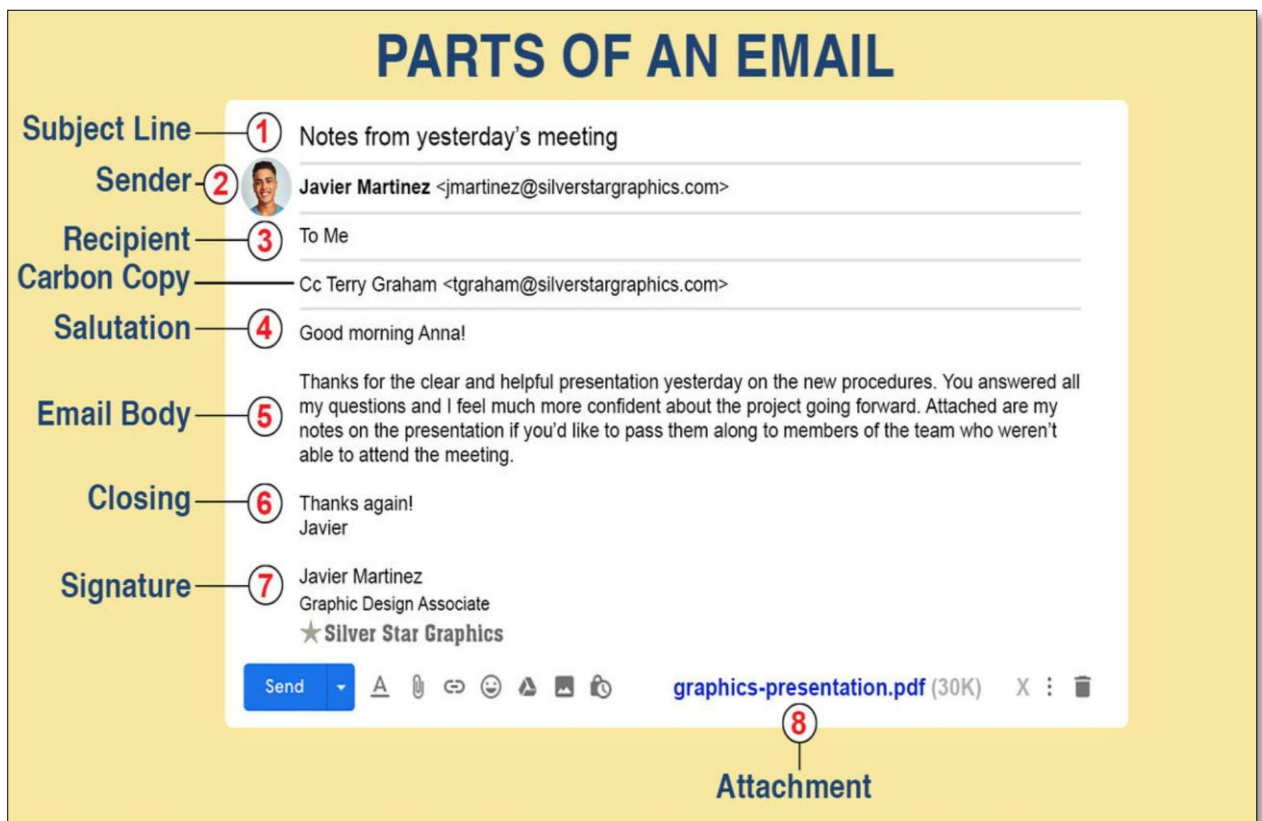 PARTS OF AN EMAIL
Subject Line 1 Notes from yesterday's meeting
Sender 2 Javier Martinez <jmartinez@silverstargraphics.com>
Recipient 3 To Me
Carbon Copy Cc Terry Graham <tgraham@silverstargraphics.com>
Salutation 4 Good morning Anna!
Thanks for the clear and helpful presentation yesterday on the new procedures. You answered all
Email Body 5 my questions and I feel much more confident about the project going forward. Attached are my
notes on the presentation if you'd like to pass them along to members of the team who weren't
able to attend the meeting.
Closing 6 Thanks again!
Javier
Signature 7 Javier Martinez
Graphic Design Associate
Silver Star Graphics
Send A graphics-presentation.pdf (30K) X
8
Attachment